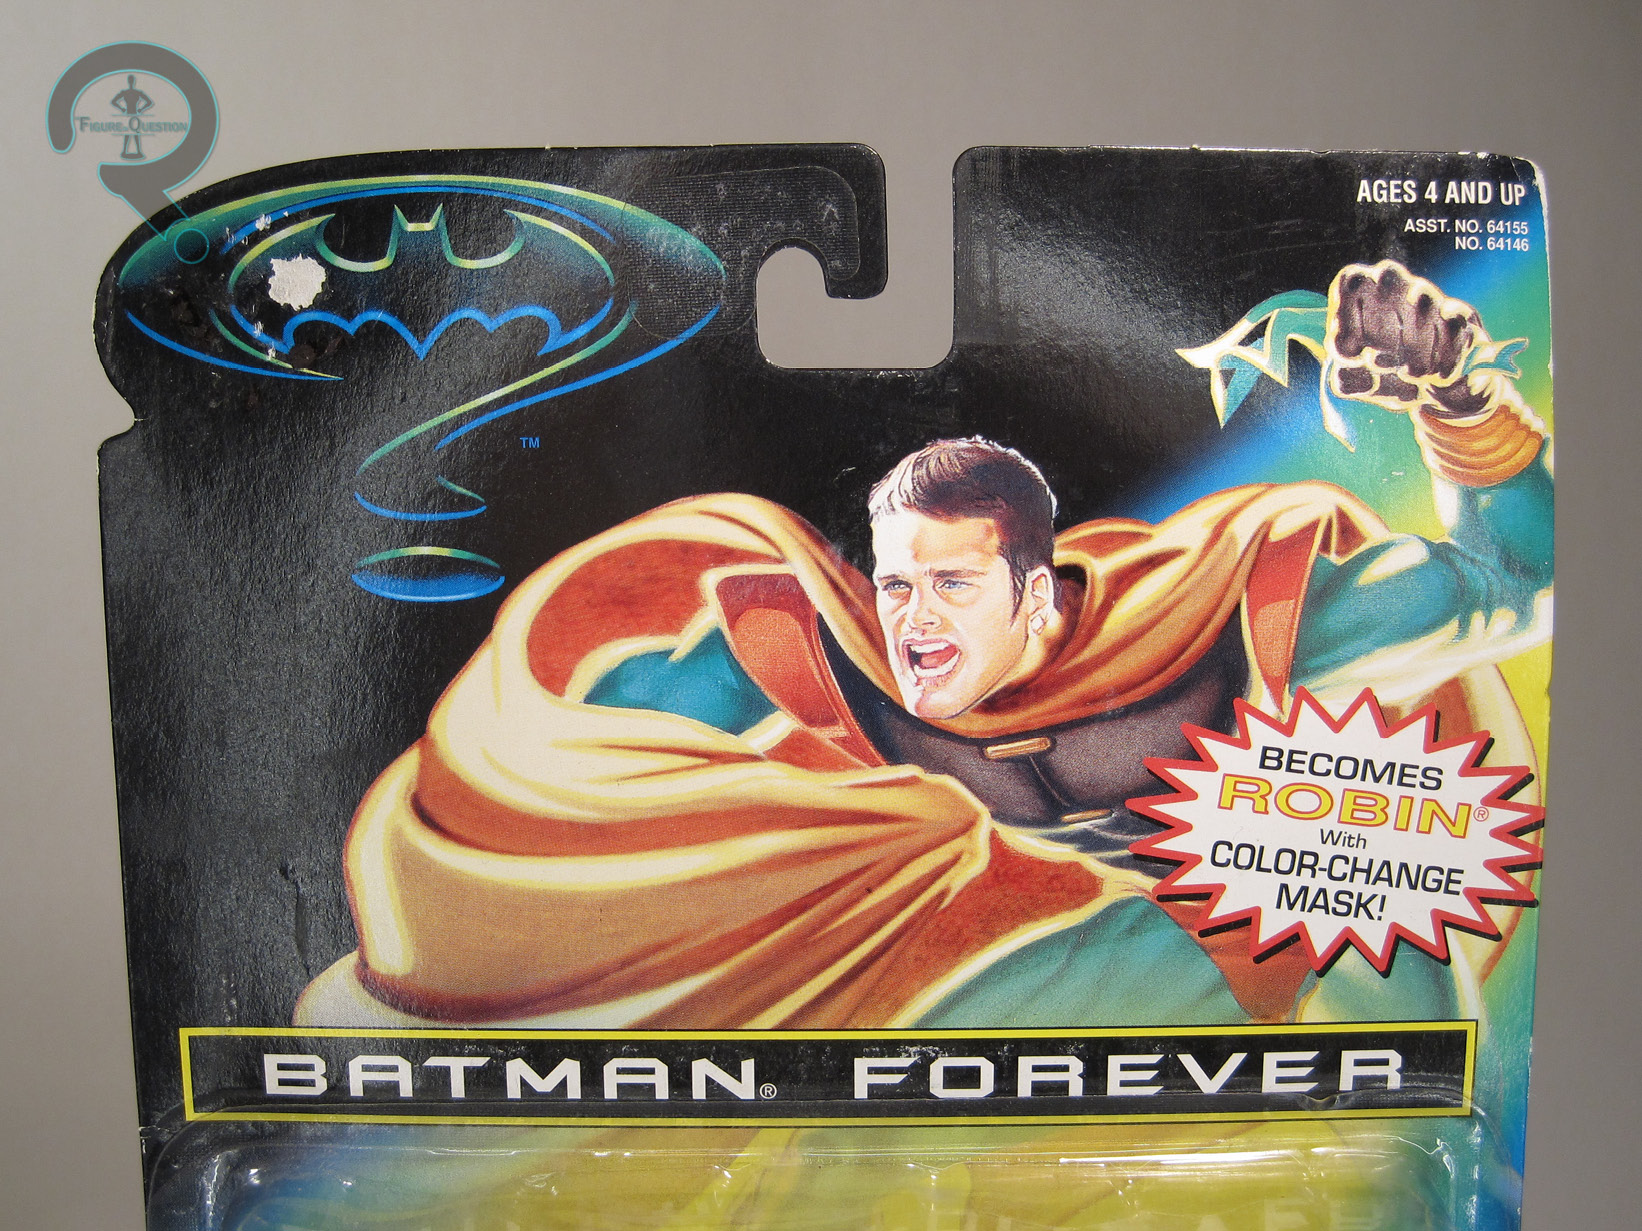 FIGURE IN QUESTION
AGES 4 AND UP
ASST. NO. 64155
NO. 64146
TM
BECOMES
ROBIN®
With
COLOR-CHANGE
MASK!
BATMAN® FOREVER